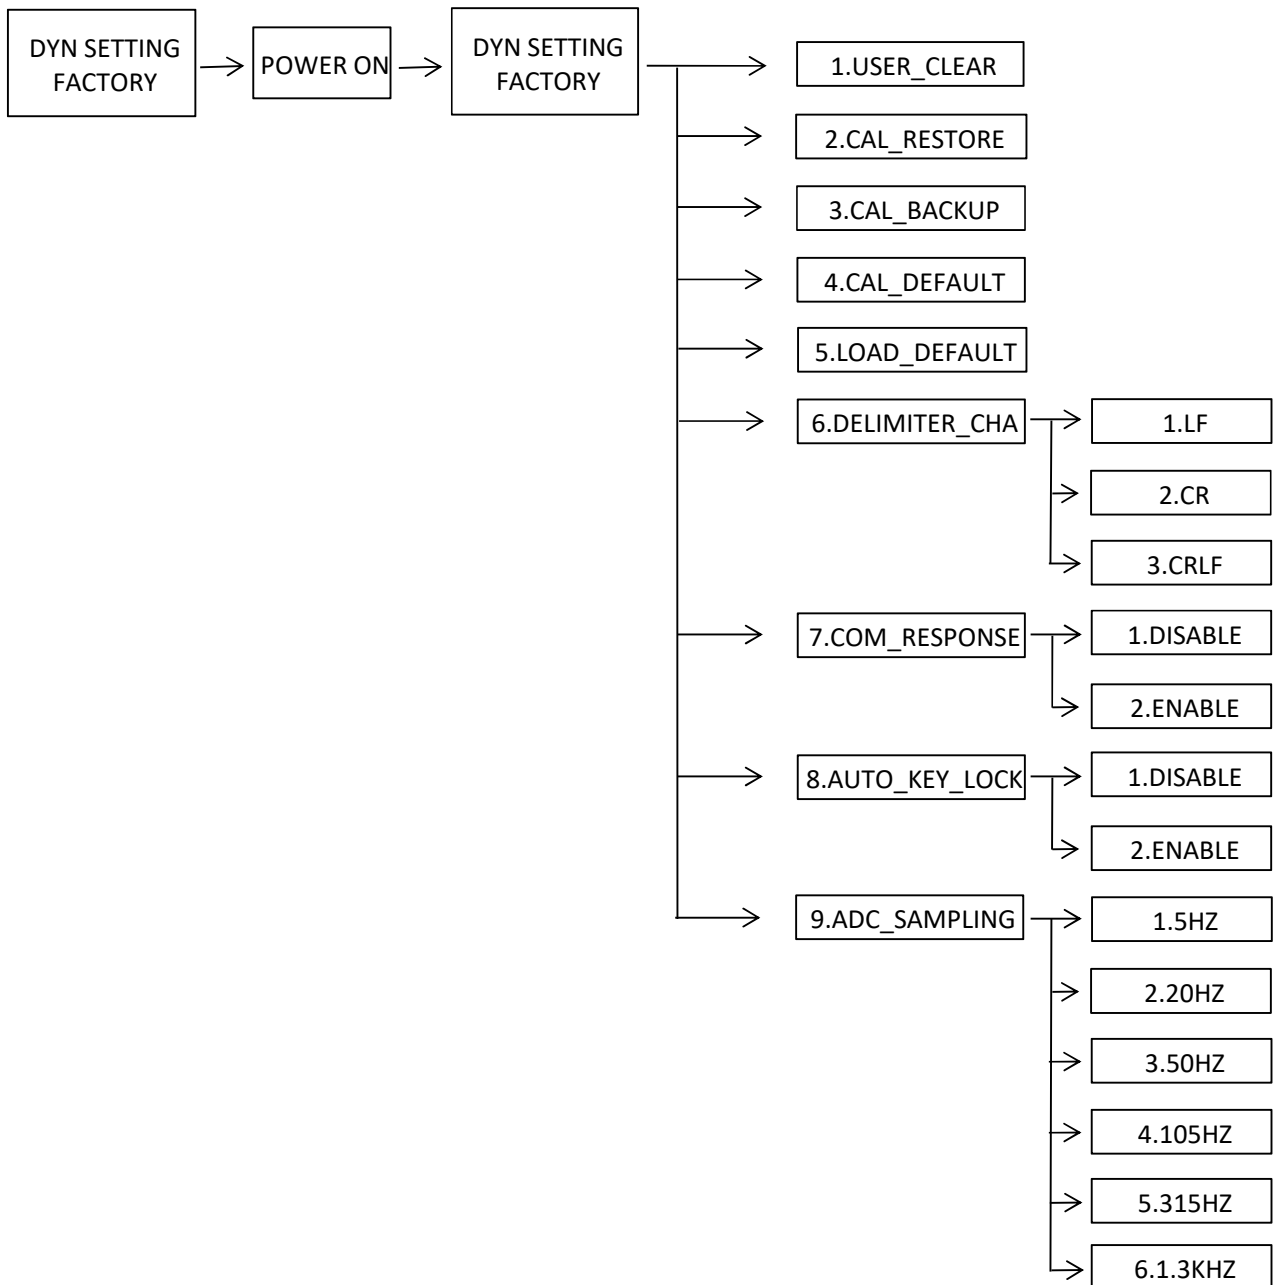 DYN SETTING
FACTORY
POWER ON
DYN SETTING
FACTORY
1.USER_CLEAR
2.CAL_RESTORE
3.CAL_BACKUP
4.CAL_DEFAULT
5.LOAD_DEFAULT
6.DELIMITER_CHA
1.LF
2.CR
3.CRLF
7.COM_RESPONSE
1.DISABLE
2.ENABLE
8.AUTO_KEY_LOCK
1.DISABLE
2.ENABLE
9.ADC_SAMPLING
1.5HZ
2.20HZ
3.50HZ
4.105HZ
5.315HZ
6.1.3KHZ